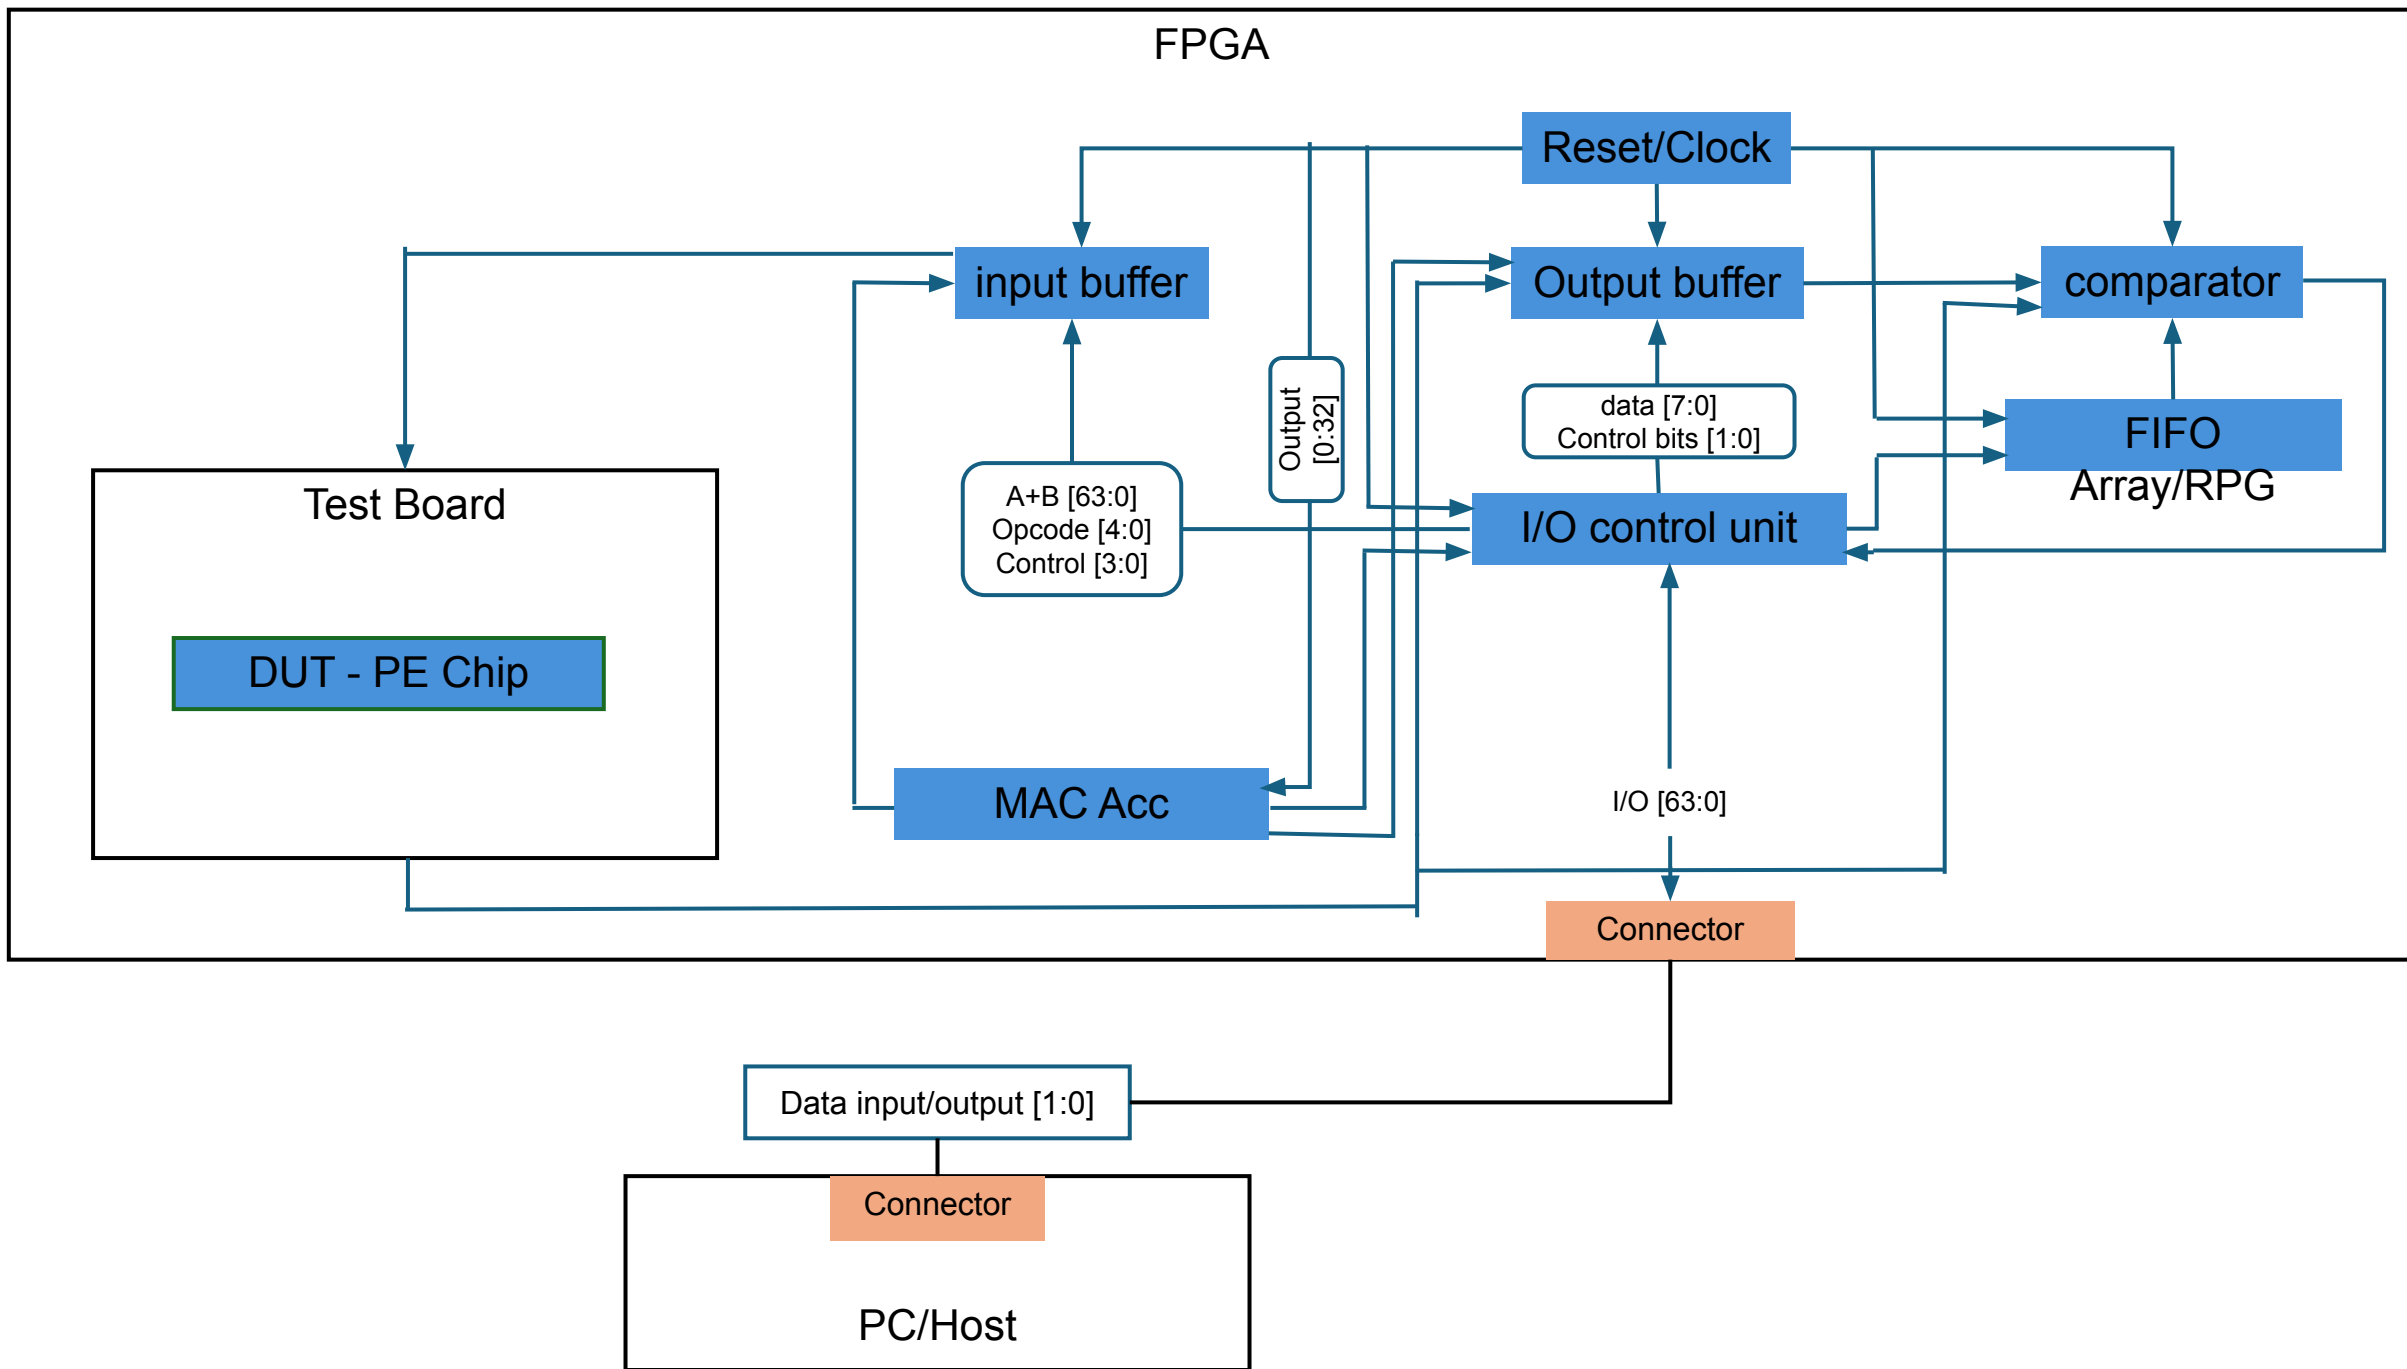 FPGA
Reset/Clock
input buffer
Output buffer
comparator
Output
[0:32]
data [7:0]
Control bits [1:0]
FIFO
Array/RPG
A+B [63:0]
Opcode [4:0]
Control [3:0]
I/O control unit
Test Board
DUT - PE Chip
MAC Acc
I/O [63:0]
Connector
Data input/output [1:0]
Connector
PC/Host